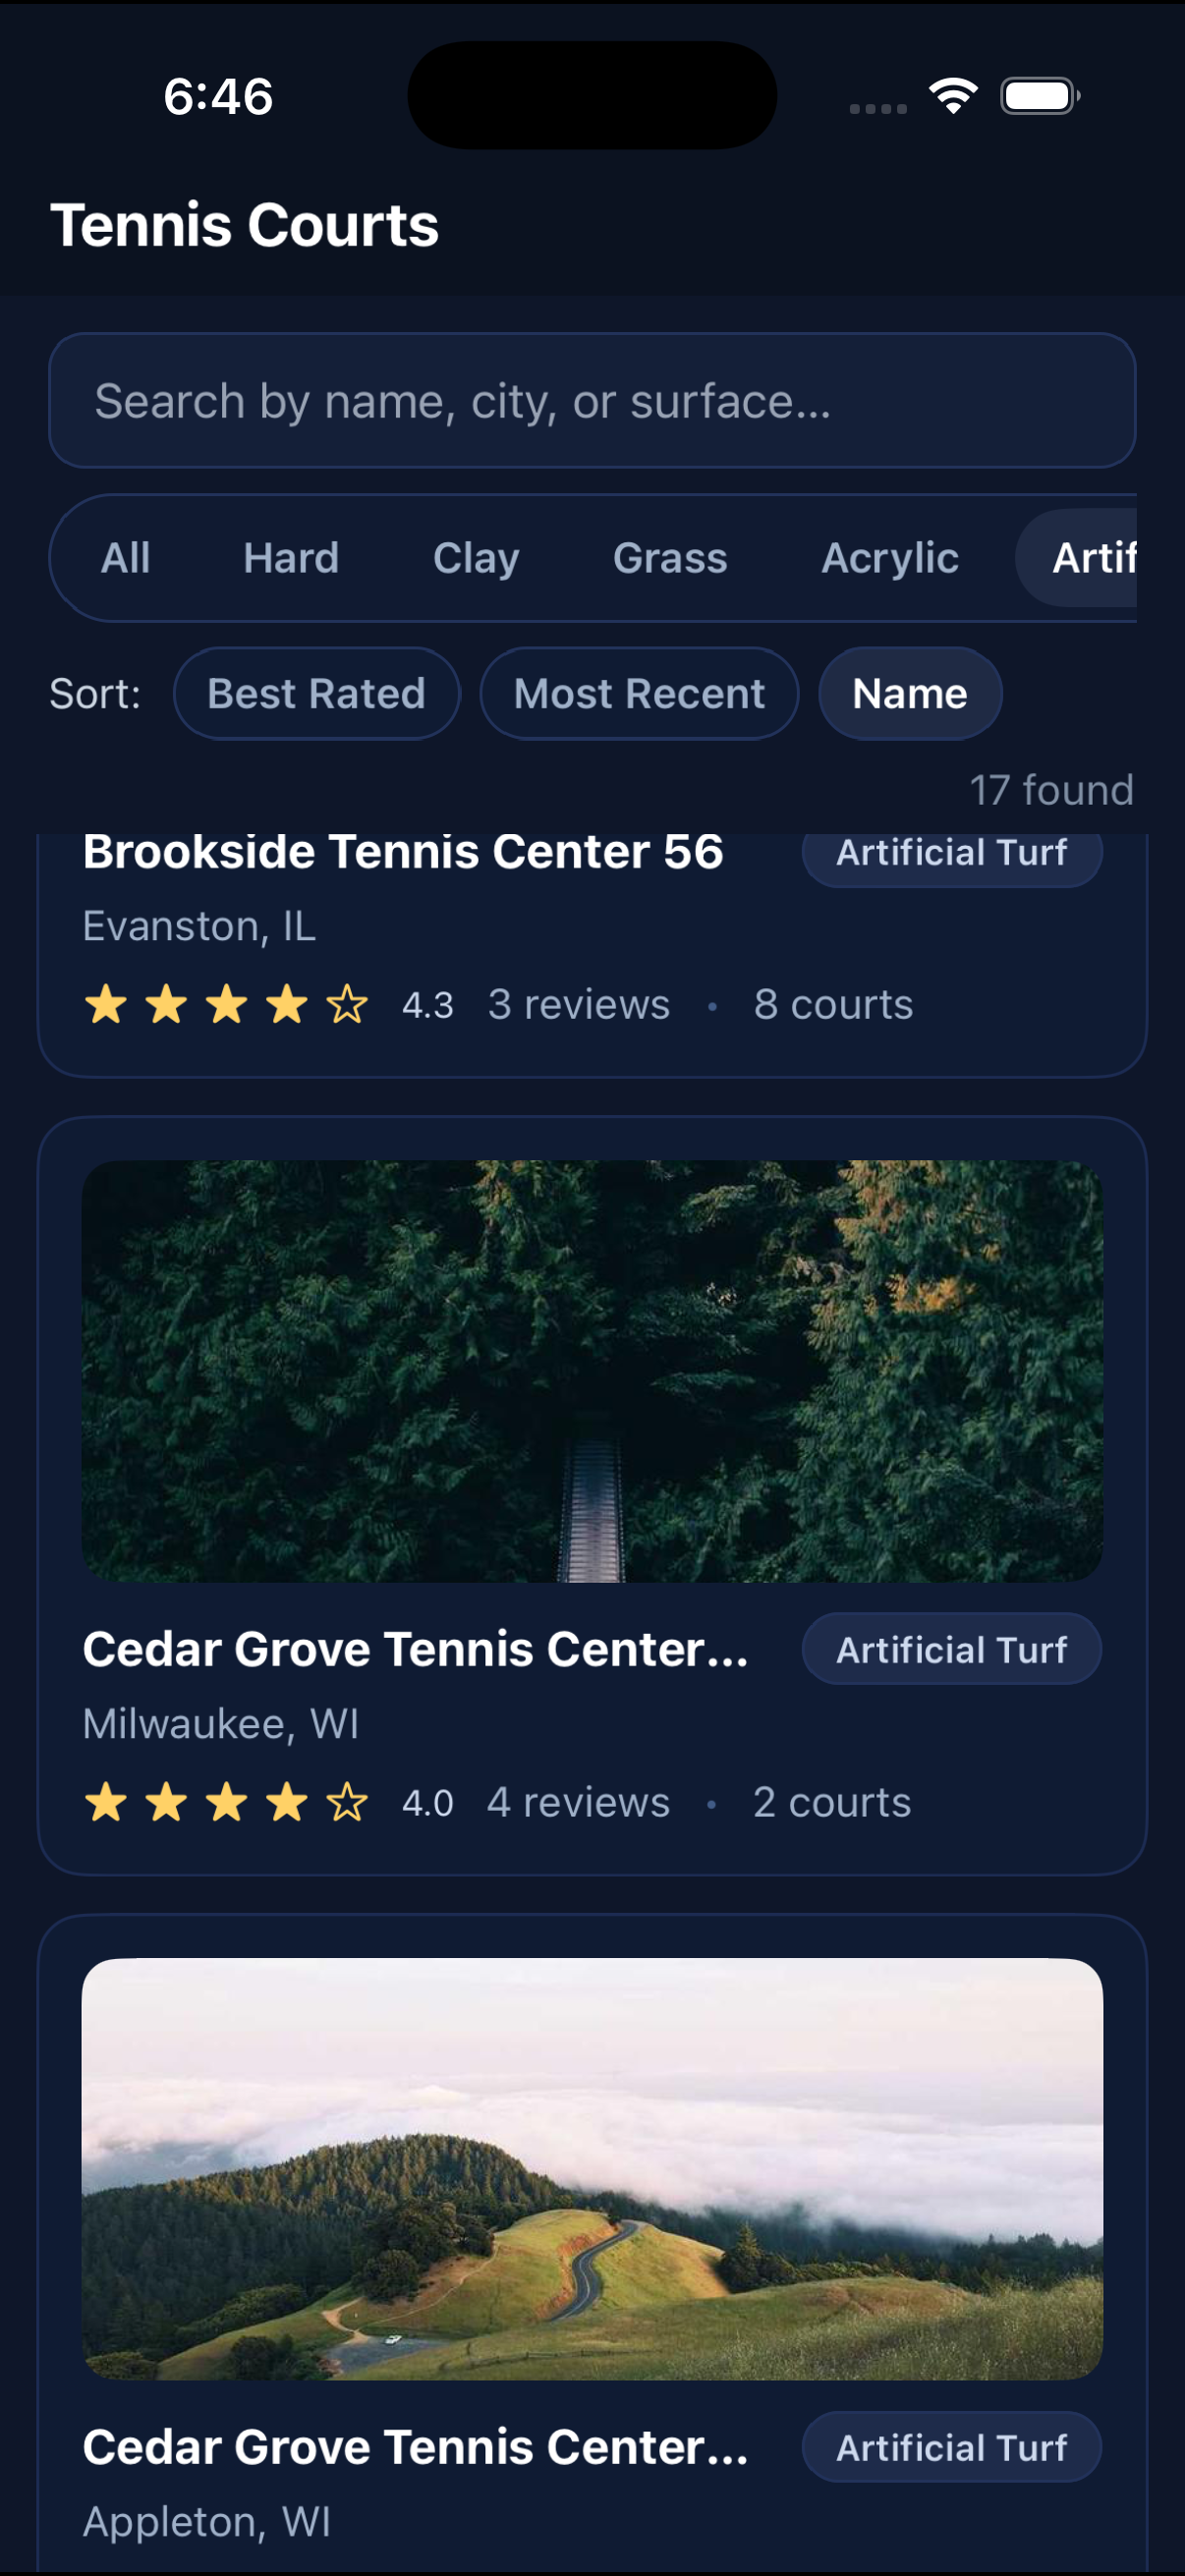 6:46
Tennis Courts
Search by name, city, or surface...
All Hard Clay Grass Acrylic Artif
Sort: Best Rated Most Recent Name
17 found
Brookside Tennis Center 56 Artificial Turf
Evanston, IL
4.3 3 reviews • 8 courts
Cedar Grove Tennis Center... Artificial Turf
Milwaukee, WI
4.0 4 reviews • 2 courts
Cedar Grove Tennis Center... Artificial Turf
Appleton, WI